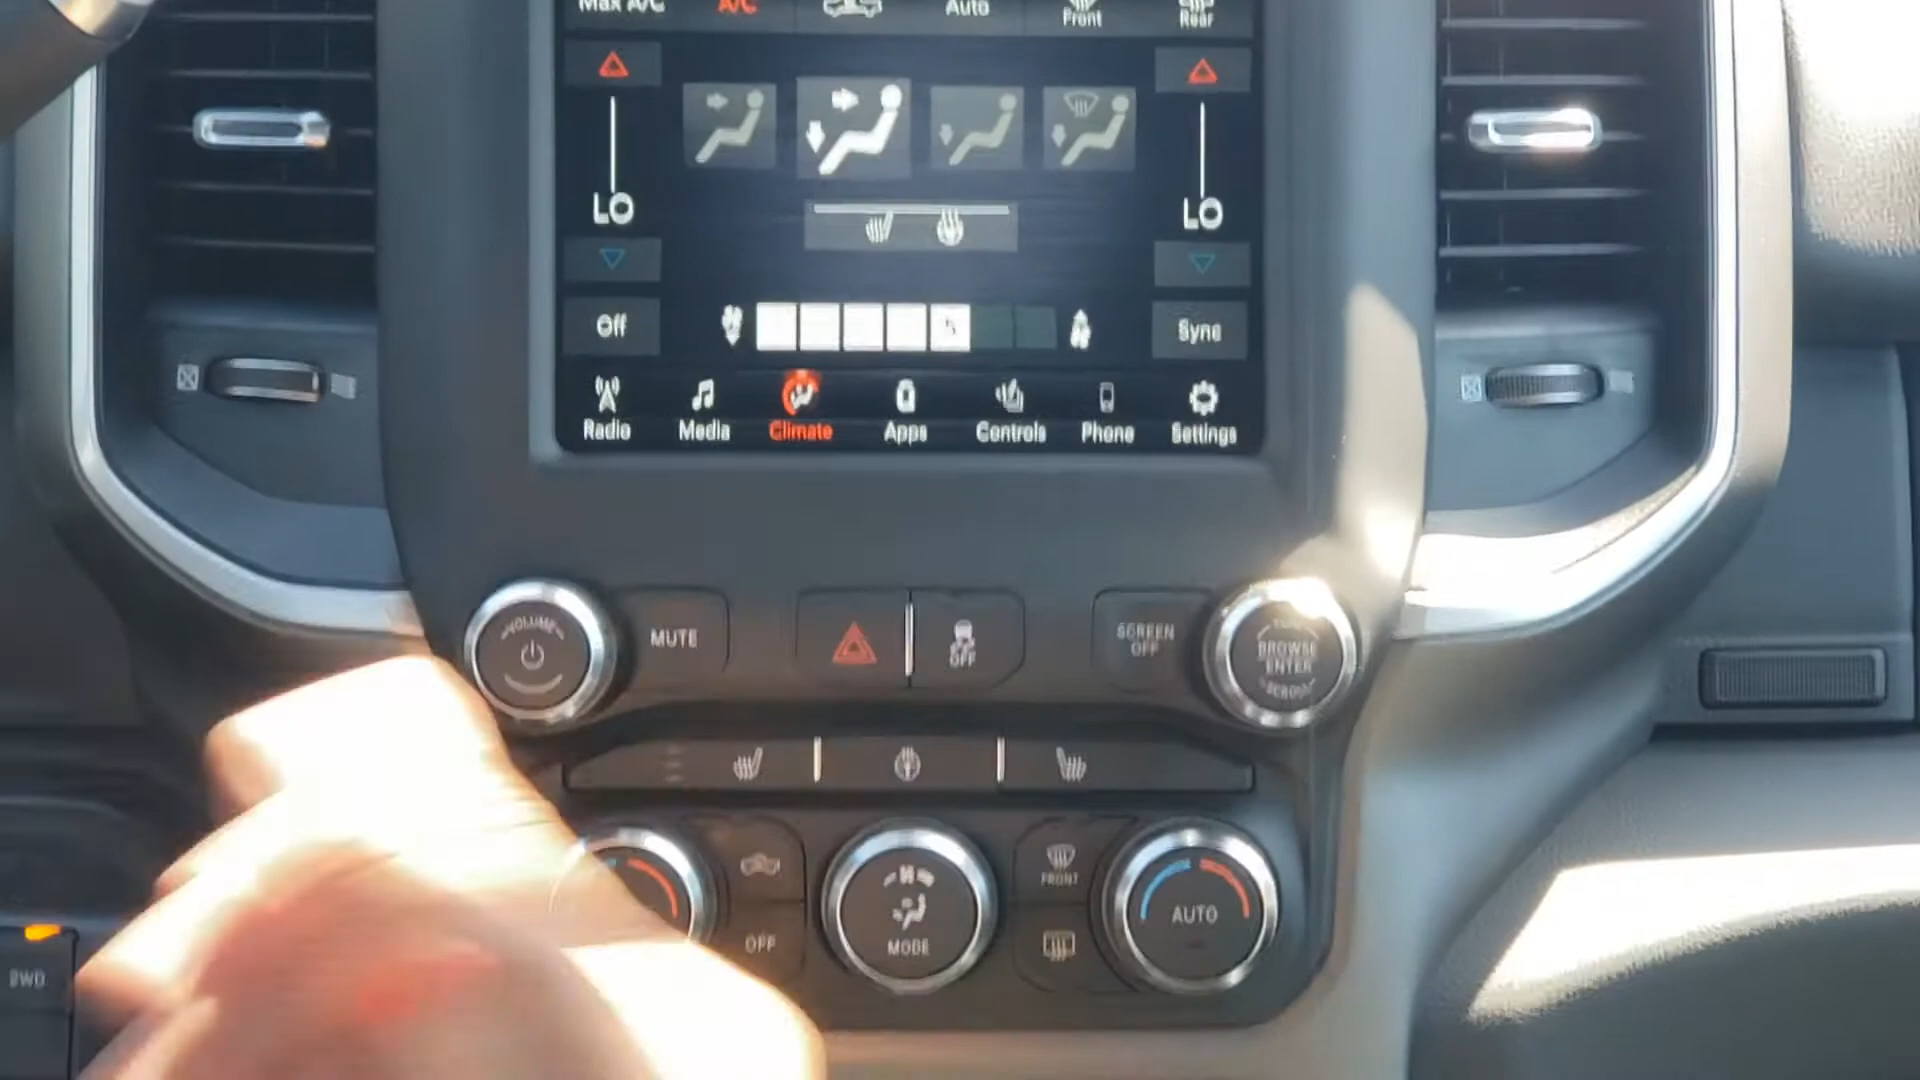 Max A/C A/C Auto Front Rear
LO LO
Off 5 Sync
Radio Media Climate Apps Controls Phone Settings
VOLUME MUTE OFF SCREEN OFF BROWSE ENTER SCROLL
FRONT
AUTO
OFF MODE